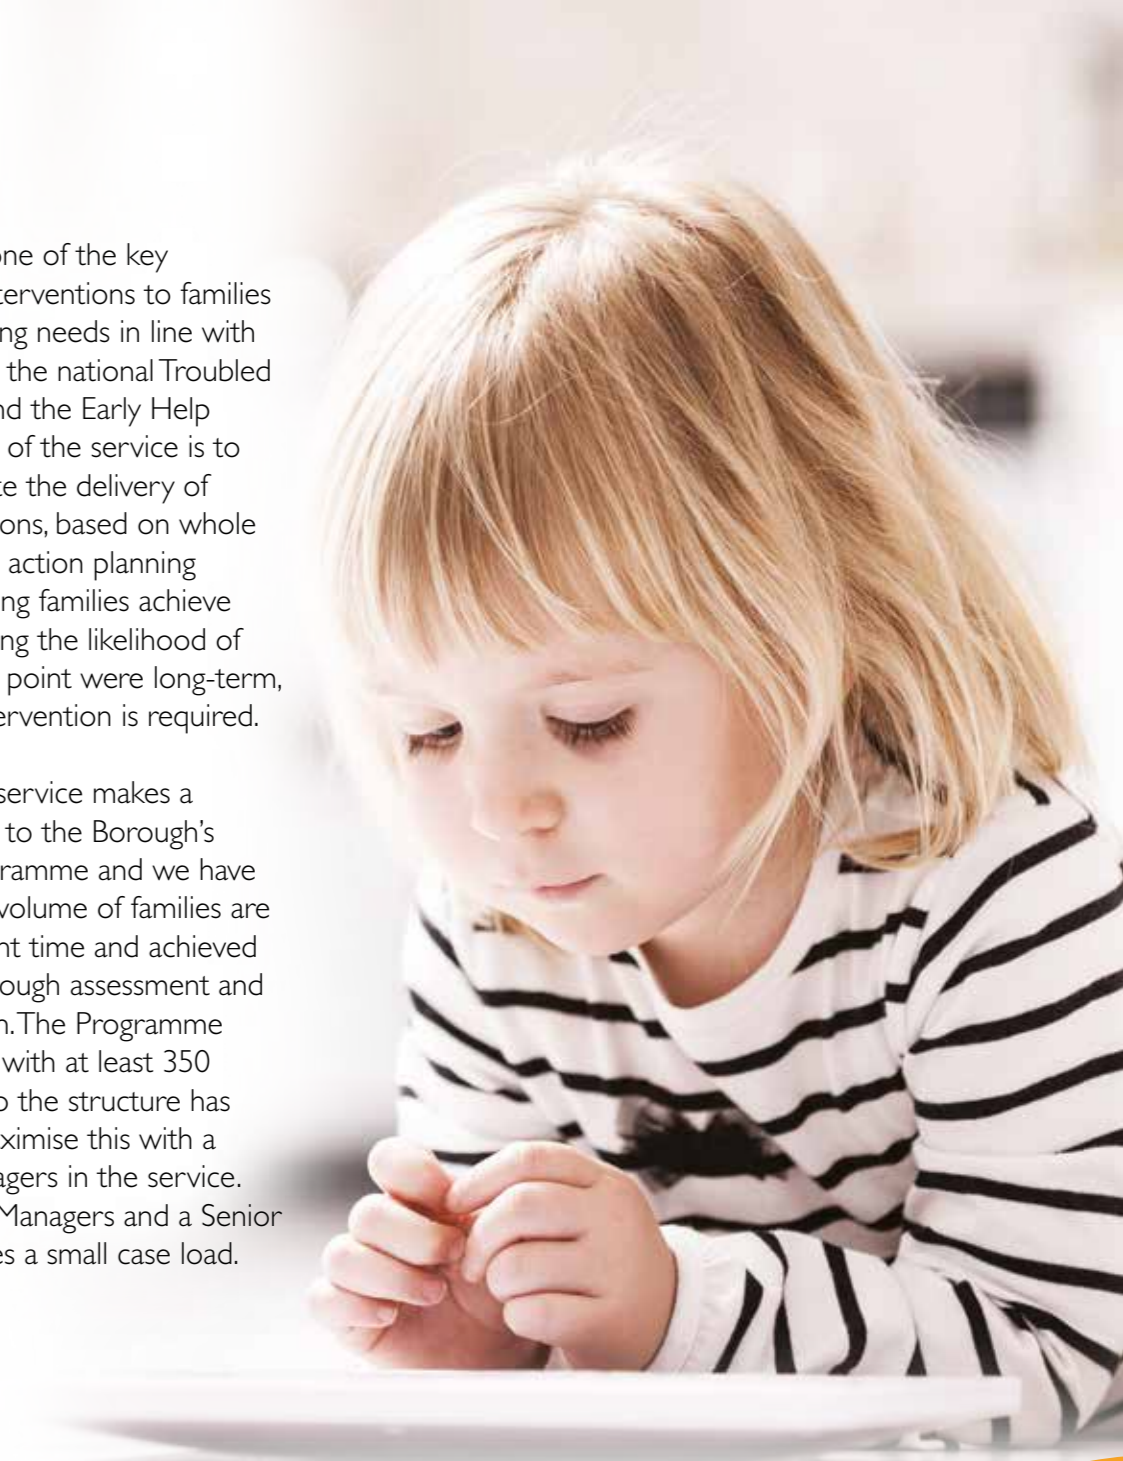 one of the key
terventions to families
ng needs in line with
the national Troubled
nd the Early Help
of the service is to
te the delivery of
ons, based on whole
action planning
ng families achieve
ng the likelihood of
point were long-term,
ervention is required.
service makes a
to the Borough's
ramme and we have
volume of families are
nt time and achieved
ough assessment and
n. The Programme
with at least 350
o the structure has
ximise this with a
agers in the service.
Managers and a Senior
es a small case load.